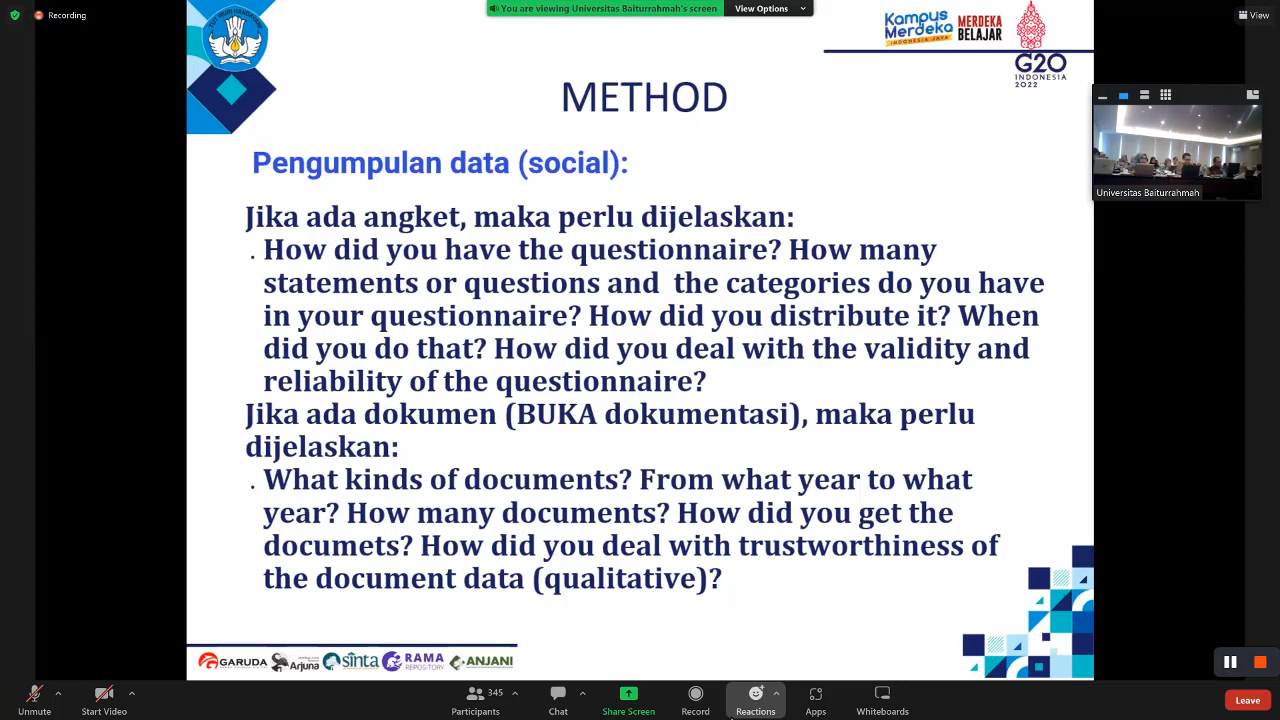 Recording
You are viewing Universitas Baiturrahmah's screen
View Options
View
TUT WURI HANDAYANI
Kampus
Merdeka
INDONESIA JAYA
MERDEKA
BELAJAR
G20
INDONESIA
2022
METHOD
Universitas Baiturrahmah
Pengumpulan data (social):
Jika ada angket, maka perlu dijelaskan:
. How did you have the questionnaire? How many
statements or questions and the categories do you have
in your questionnaire? How did you distribute it? When
did you do that? How did you deal with the validity and
reliability of the questionnaire?
Jika ada dokumen (BUKA dokumentasi), maka perlu
dijelaskan:
. What kinds of documents? From what year to what
year? How many documents? How did you get the
documets? How did you deal with trustworthiness of
the document data (qualitative)?
GARUDA
Arjuna
sinta
RAMA
REPOSITORY
ANJANI
Unmute
Start Video
345
Participants
Chat
Share Screen
Record
Reactions
Apps
Whiteboards
Leave